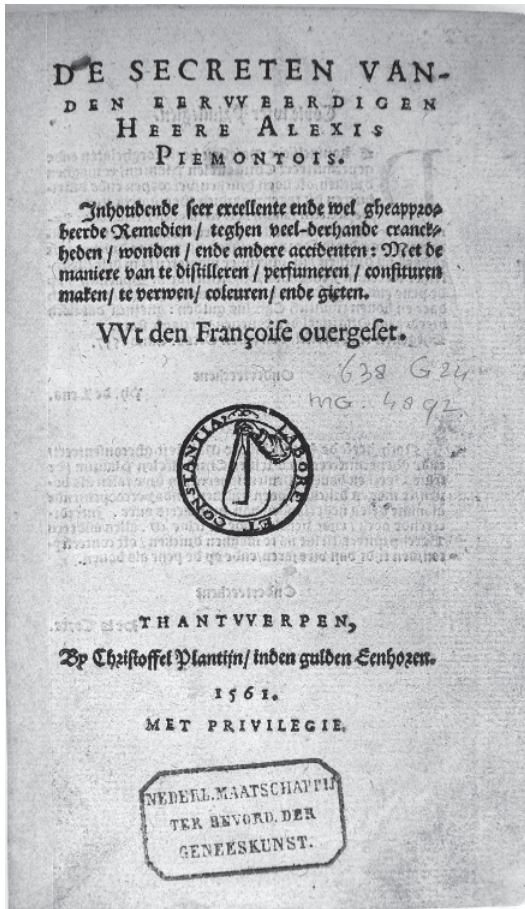 DE SECRETEN VAN-
DEN EERVVEERDIGEN
HEERE ALEXIS
PIEMONTOIS.
Inhoudende seer excellente ende wel gheappro-
beerde Remedien/ teghen veel-derhande cranck-
heden/ wonden/ ende andere accidenten: Met de
maniere van te distilleren/ perfumeren/ confituren
maken/ te verwen/ coleuren/ ende gieten.
VVt den Françoise ouergeset.
638 G24
MG. 4892.
LABORE ET CONSTANTIA
THANTVVERPEN,
By Christoffel Plantijn/ inden gulden Eenhoren.
1561.
MET PRIVILEGIE.
NEDERL. MAATSCHAPPIJ
TER BEVORD. DER
GENEESKUNST.